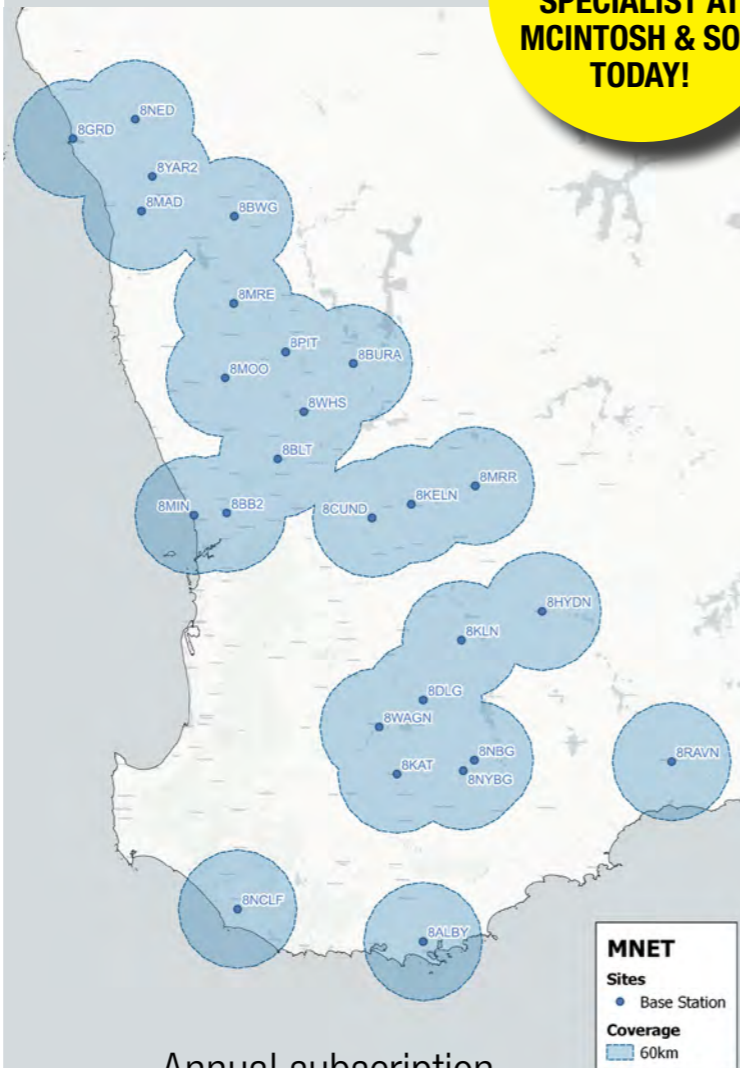 SPECIALIST AT
MCINTOSH & SO
TODAY!
8NED
8GRD
8YAR2
8MAD
8BWG
8MRE
8PIT
8BURA
8MOO
8WHS
8BLT
8MRR
8KELN
8MIN
8BB2
8CUND
8HYDN
8KLN
8DLG
8WAGN
8NBG
8RAVN
8KAT
8NYBG
8NCLF
8ALBY
MNET
Sites
Base Station
Coverage
60km
Annual subscription